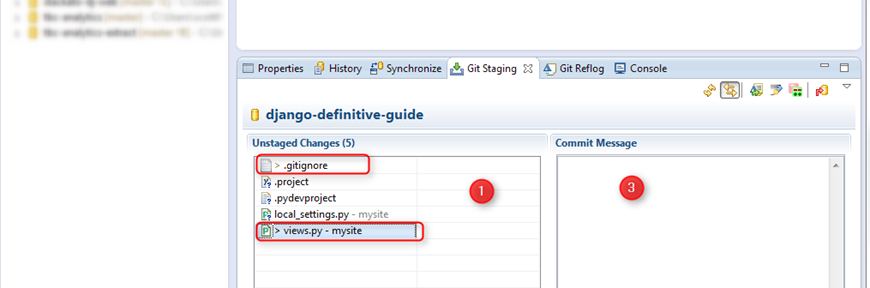 Properties History Synchronize Git Staging Git Reflog Console
django-definitive-guide
Unstaged Changes (5) Commit Message
> .gitignore
.project
.pydevproject
local_settings.py - mysite
> views.py - mysite
1
3